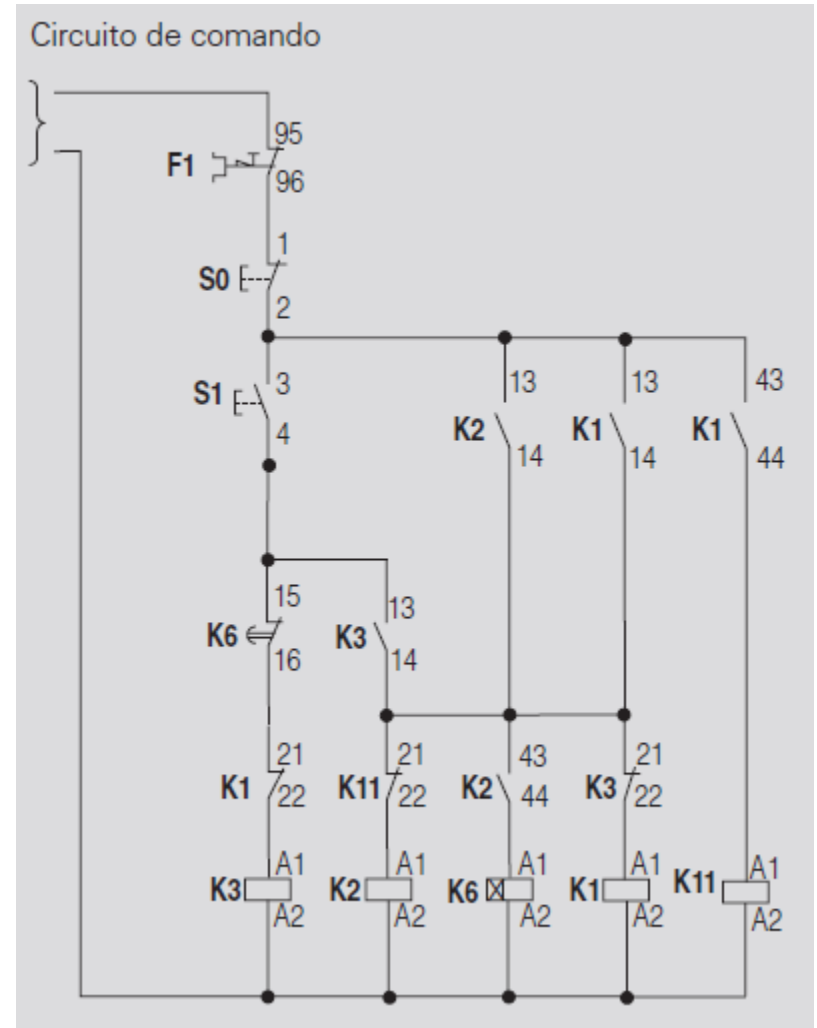 Circuito de comando
95
F1
96
1
S0
2
3 13 13 43
S1
K2 K1 K1
4 14 14 44
15 13
K6 K3
16 14
21 21 43 21
K1 K11 K2 K3
22 22 44 22
A1 A1 A1 A1 A1
K3 K2 K6 K1 K11
A2 A2 A2 A2 A2